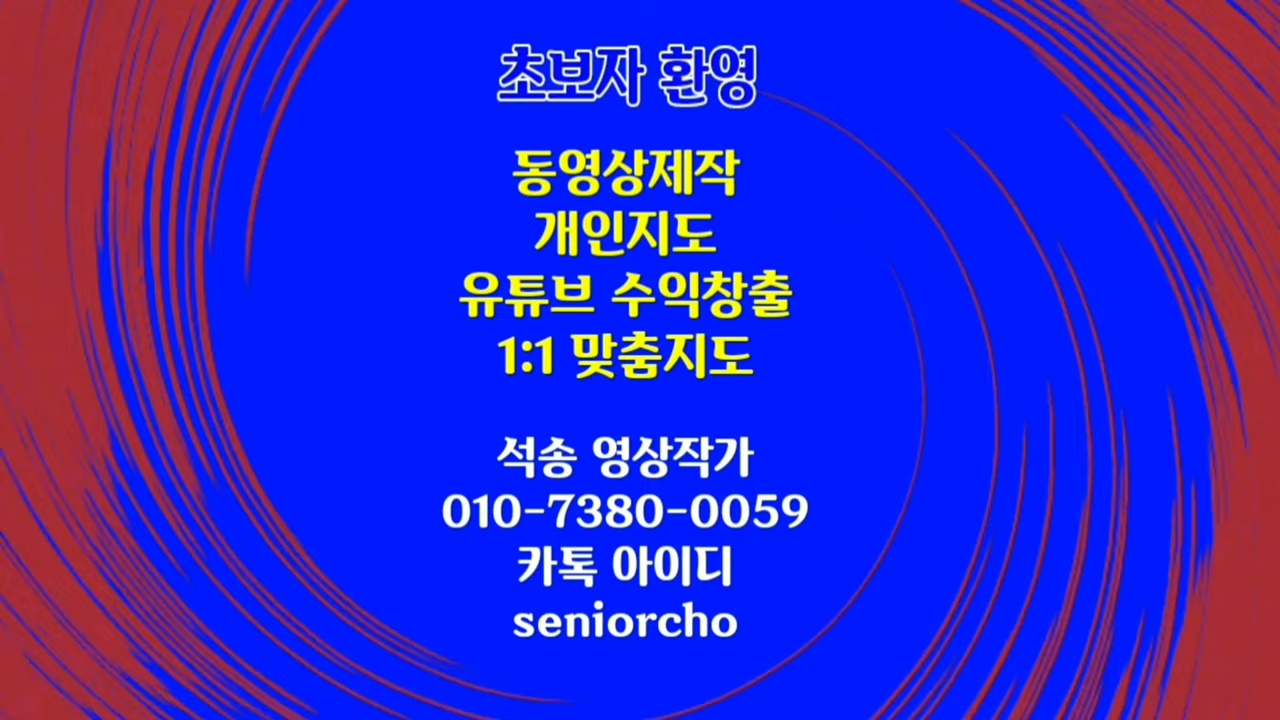 초보자 환영
동영상제작
개인지도
유튜브 수익창출
1:1 맞춤지도
석송 영상작가
010-7380-0059
카톡 아이디
seniorcho